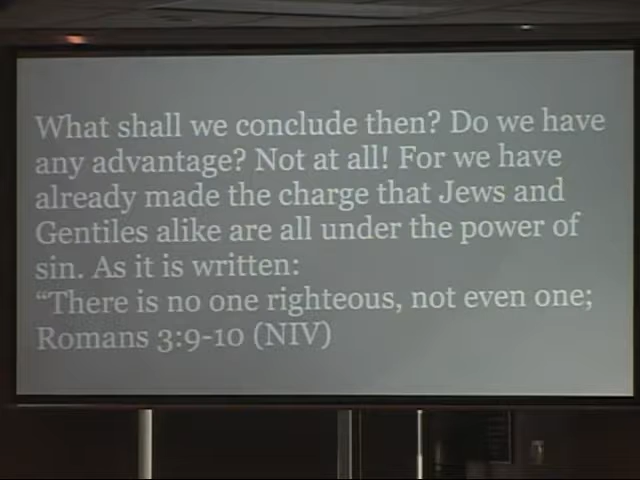 What shall we conclude then? Do we have
any advantage? Not at all! For we have
already made the charge that Jews and
Gentiles alike are all under the power of
sin. As it is written:
“There is no one righteous, not even one;
Romans 3:9-10 (NIV)